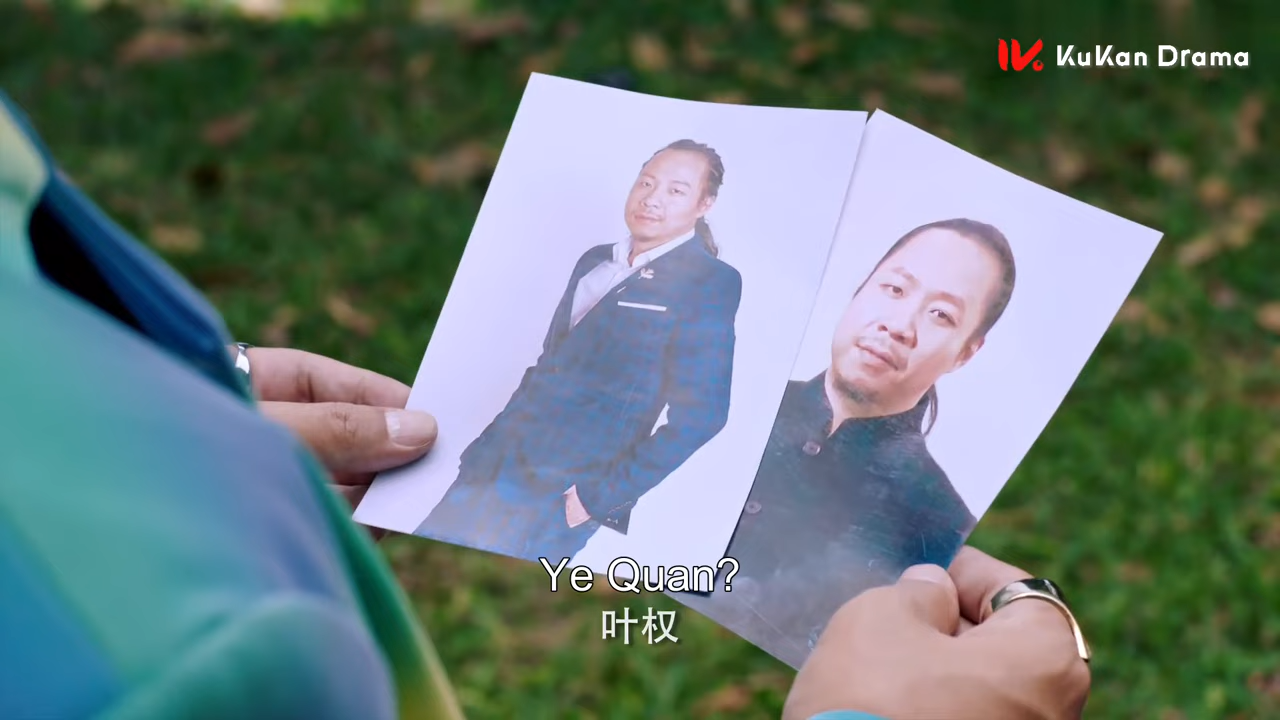 KuKan Drama
Ye Quan?
叶权